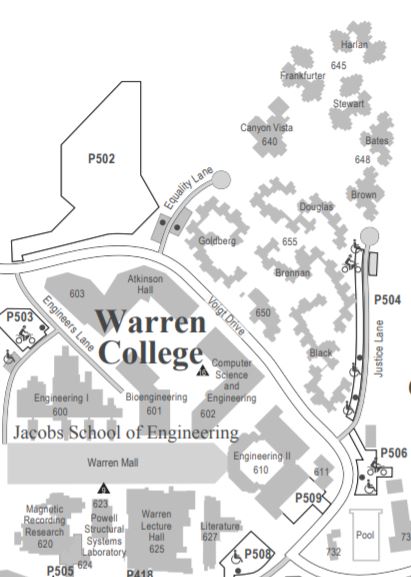 Harlan
645
Frankfurter
Stewart
Canyon Vista
640
Bates
648
P502
Equality Lane
Brown
Douglas
Goldberg
655
Brennan
603
Atkinson
Hall
Voigt Drive
P504
P503
Engineers Lane
Warren
College
650
Justice Lane
Black
Computer
Science
and
Engineering
602
Engineering I
600
Bioengineering
601
Jacobs School of Engineering
Warren Mall
Engineering II
610
611
P506
P509
Magnetic
Recording
Research
620
623
Powell
Structural
Systems
Laboratory
624
Warren
Lecture
Hall
625
Literature
627
Pool
732
73
P508
P505
P418